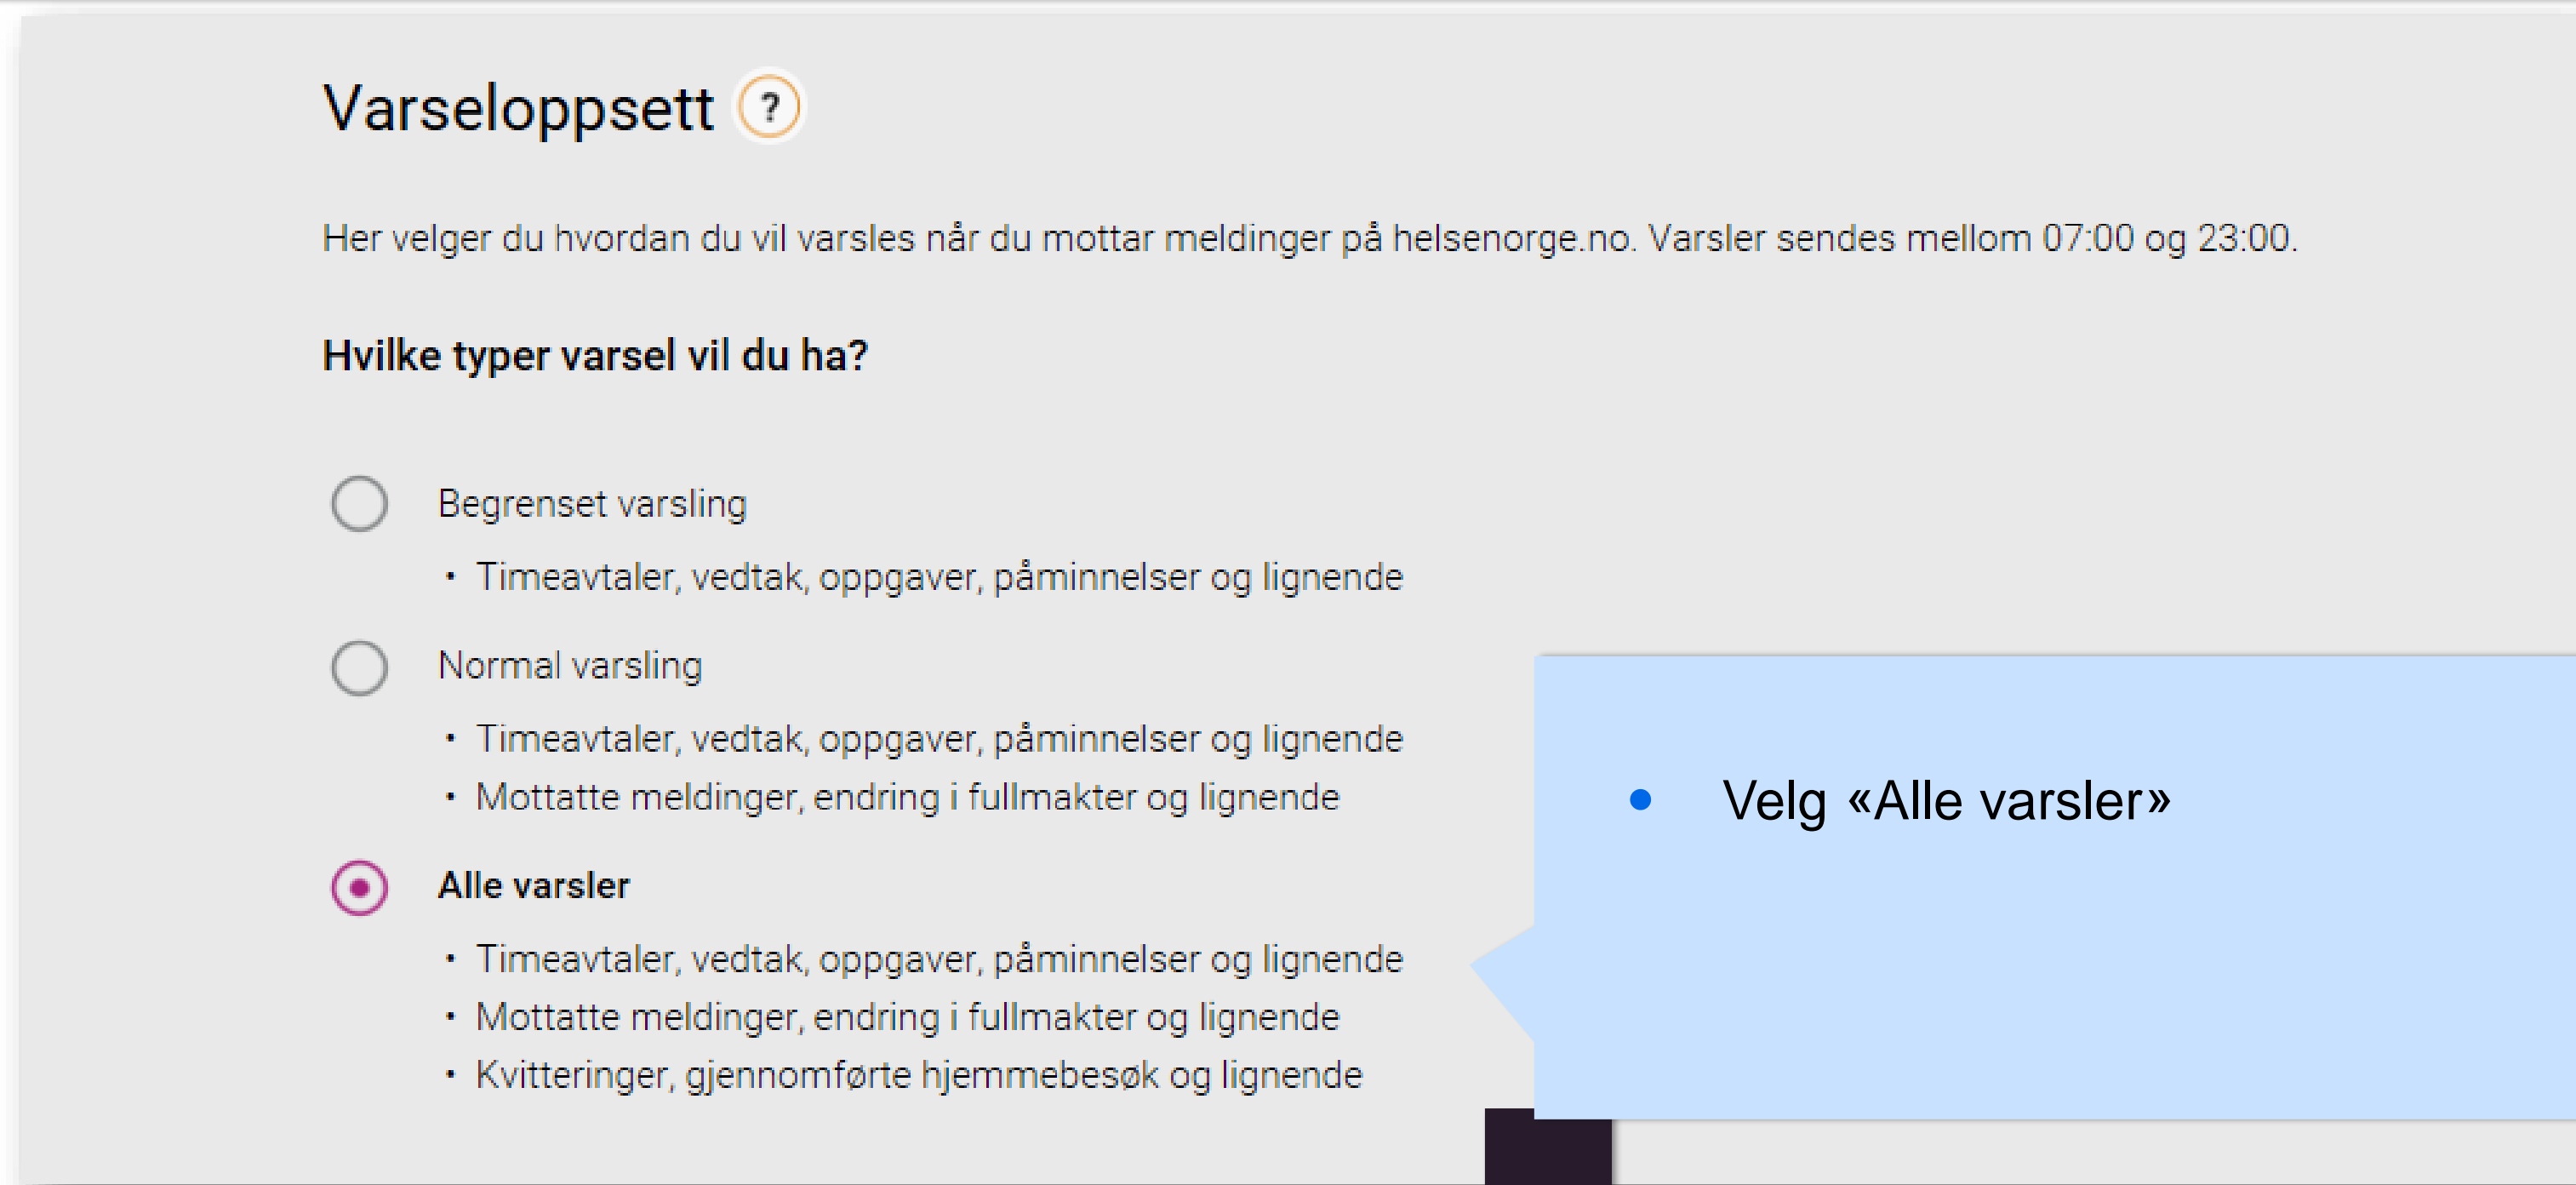 Varseloppsett ?
Her velger du hvordan du vil varsles når du mottar meldinger på helsenorge.no. Varsler sendes mellom 07:00 og 23:00.
Hvilke typer varsel vil du ha?
Begrenset varsling
• Timeavtaler, vedtak, oppgaver, påminnelser og lignende
Normal varsling
• Timeavtaler, vedtak, oppgaver, påminnelser og lignende
• Mottatte meldinger, endring i fullmakter og lignende
Alle varsler
• Timeavtaler, vedtak, oppgaver, påminnelser og lignende
• Mottatte meldinger, endring i fullmakter og lignende
• Kvitteringer, gjennomførte hjemmebesøk og lignende
• Velg «Alle varsler»